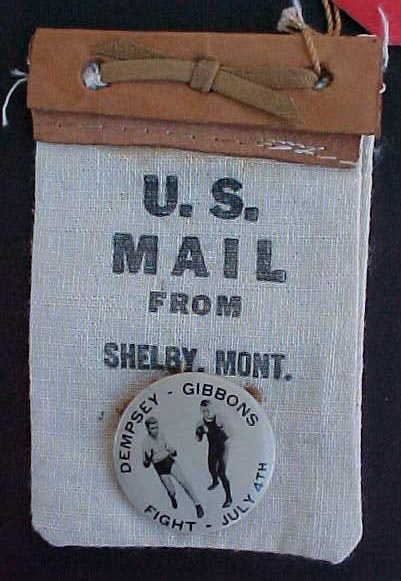 U.S.
MAIL
FROM
SHELBY, MONT.
DEMPSEY - GIBBONS
FIGHT - JULY 4TH